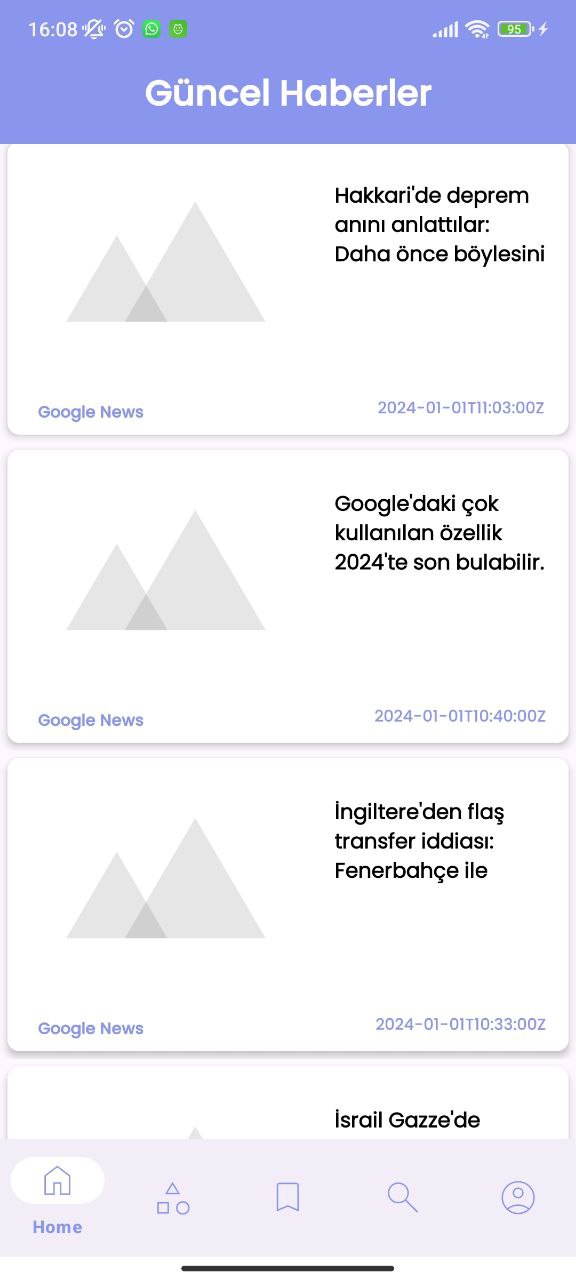 16:08
95
Güncel Haberler
Hakkari'de deprem
anını anlattılar:
Daha önce böylesini
Google News
2024-01-01T11:03:00Z
Google'daki çok
kullanılan özellik
2024'te son bulabilir.
Google News
2024-01-01T10:40:00Z
İngiltere'den flaş
transfer iddiası:
Fenerbahçe ile
Google News
2024-01-01T10:33:00Z
İsrail Gazze'de
Home